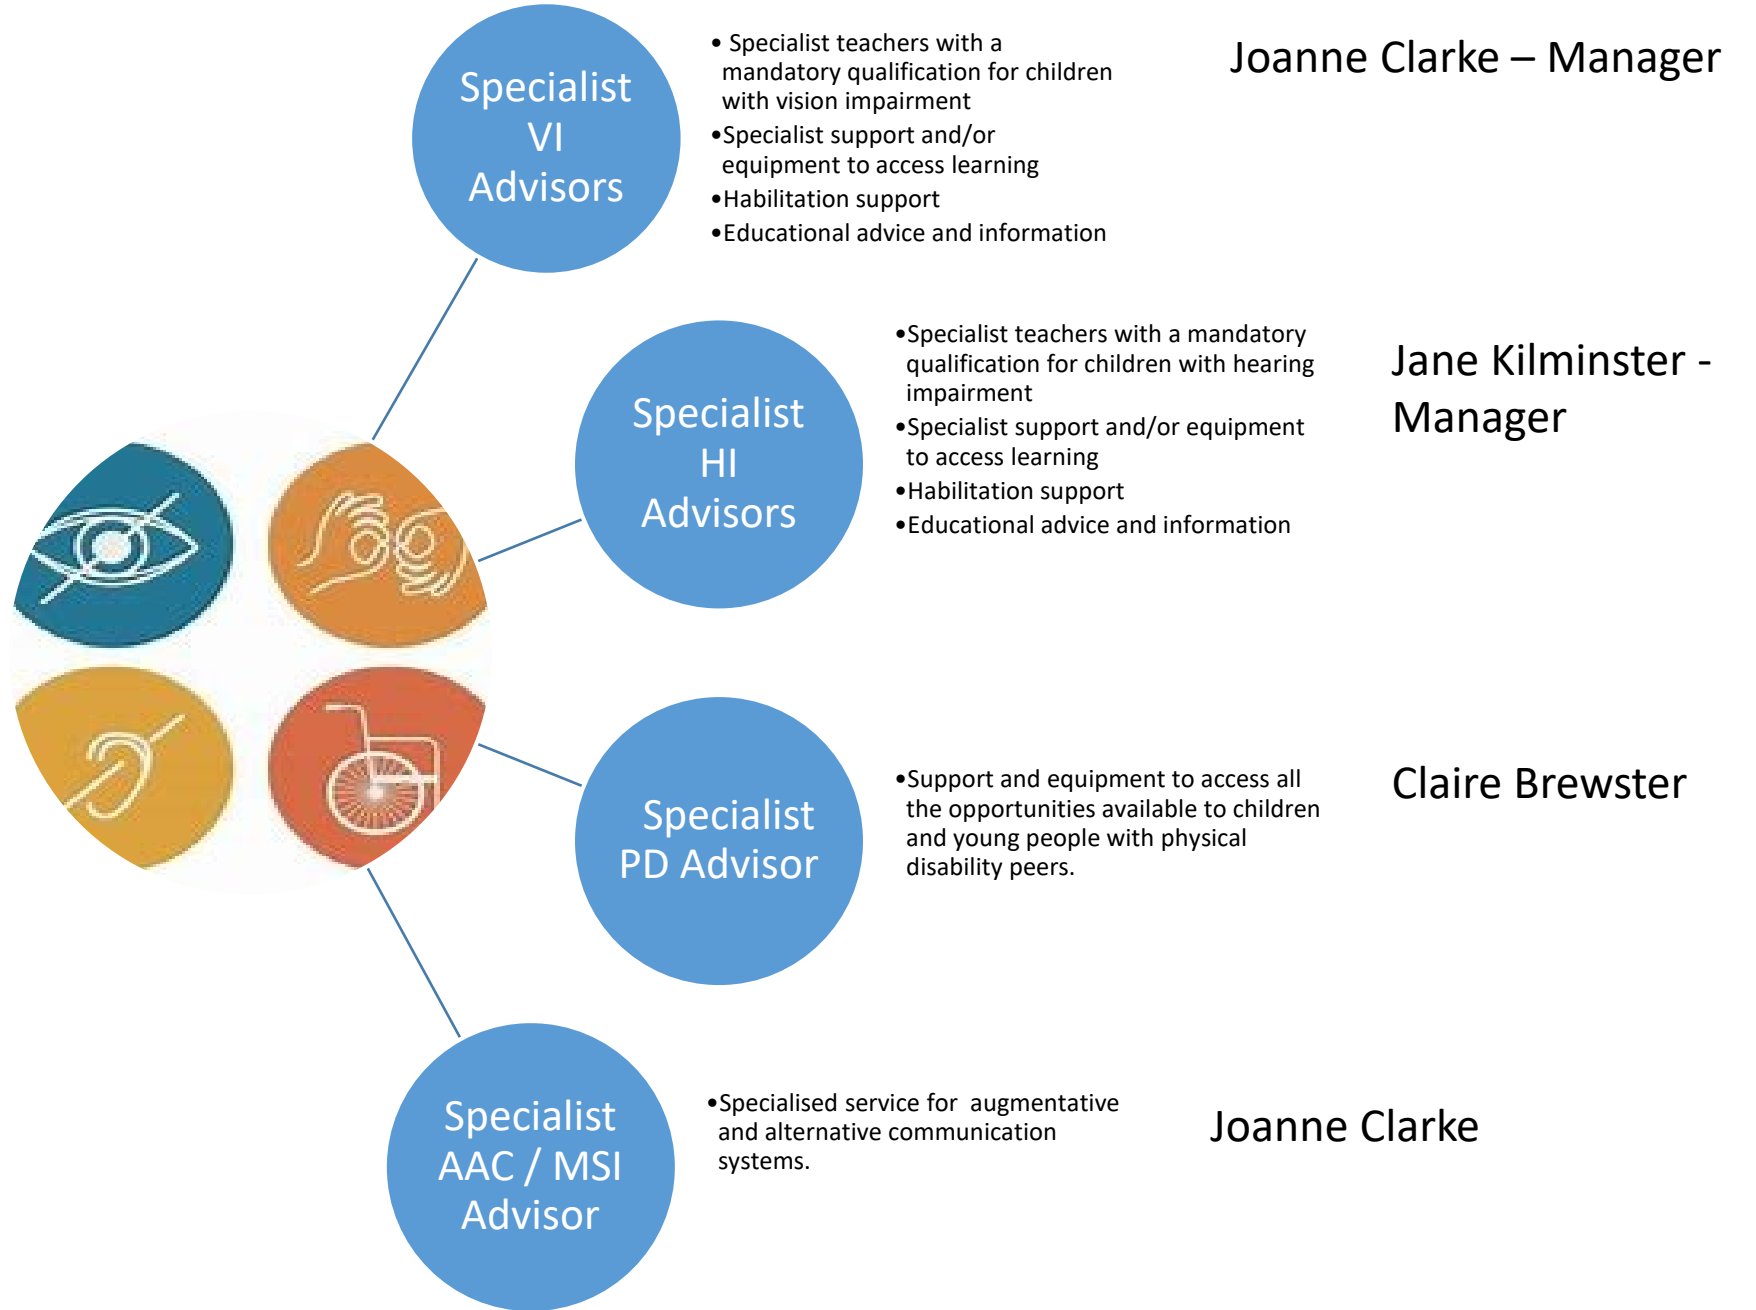 Specialist
VI
Advisors
• Specialist teachers with a
mandatory qualification for children
with vision impairment
•Specialist support and/or
equipment to access learning
•Habilitation support
•Educational advice and information
Joanne Clarke – Manager
Specialist
HI
Advisors
•Specialist teachers with a mandatory
qualification for children with hearing
impairment
•Specialist support and/or equipment
to access learning
•Habilitation support
•Educational advice and information
Jane Kilminster -
Manager
Specialist
PD Advisor
•Support and equipment to access all
the opportunities available to children
and young people with physical
disability peers.
Claire Brewster
Specialist
AAC / MSI
Advisor
•Specialised service for  augmentative
and alternative communication
systems.
Joanne Clarke